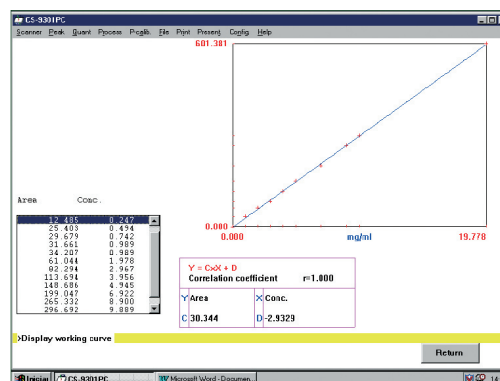 CS-9301PC
Scanner Peak Quant Process Piczlib. File Print Present Config Help
601.381
0.000
0.000 mg/ml 19.778
Area Conc.
12.485 0.247
25.403 0.494
29.679 0.742
31.661 0.989
34.207 0.989
61.044 1.978
82.294 2.967
113.694 3.956
148.686 4.945
199.047 6.922
265.332 8.900
296.692 9.889
Y = C×X + D
Correlation coefficient r=1.000
Y Area X Conc.
C 30.344 D -2.9329
>Display working curve
Return
Iniciar CS-9301PC Microsoft Word - Documen... 14